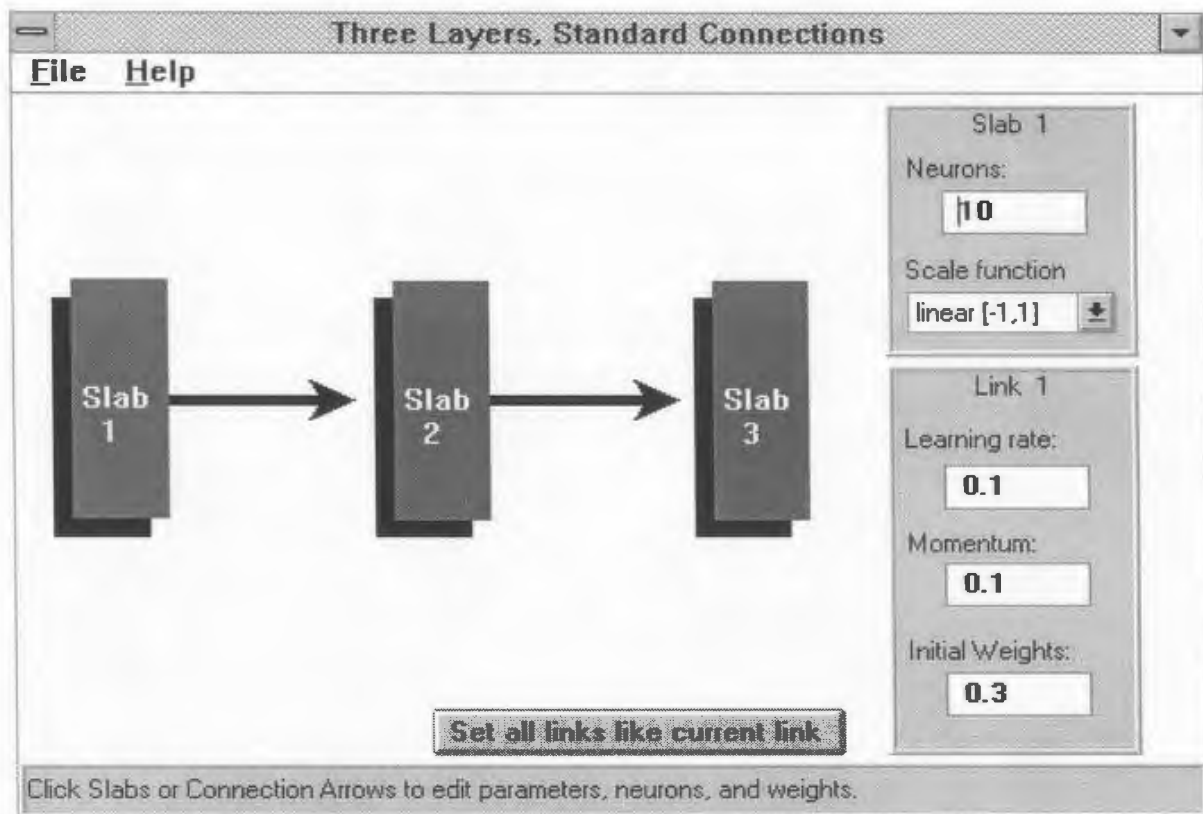 Three Layers, Standard Connections
File Help
Slab 1
Neurons:
10
Scale function
linear [-1,1]
Slab
1
Slab
2
Slab
3
Link 1
Learning rate:
0.1
Momentum:
0.1
Initial Weights:
0.3
Set all links like current link
Click Slabs or Connection Arrows to edit parameters, neurons, and weights.